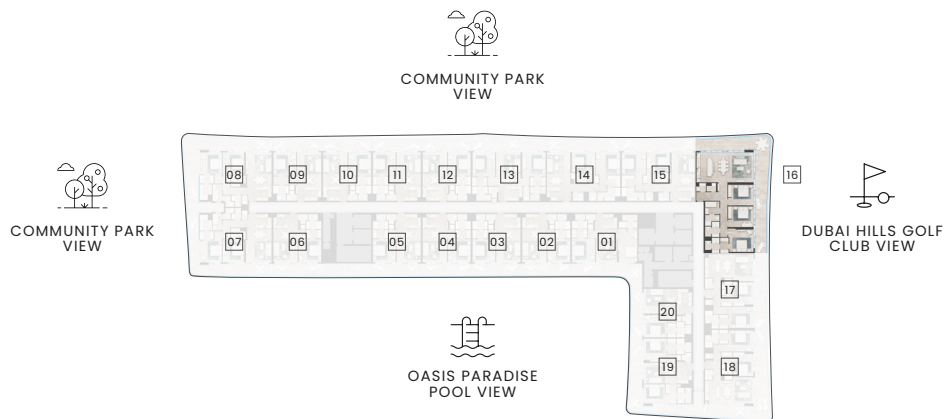 COMMUNITY PARK
VIEW
08
09
10
11
12
13
14
15
16
COMMUNITY PARK
VIEW
DUBAI HILLS GOLF
CLUB VIEW
07
06
05
04
03
02
01
17
20
19
18
OASIS PARADISE
POOL VIEW